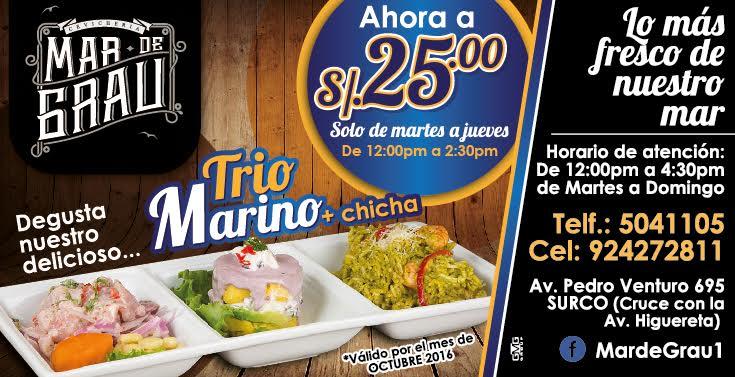 CEVICHERÍA
MAR DE
GRAU
Ahora a
S/.25.00
Solo de martes a jueves
De 12:00pm a 2:30pm
Degusta
nuestro
delicioso...
Trio
Marino + chicha
*Válido por el mes de
OCTUBRE 2016
Lo más
fresco de
nuestro
mar
Horario de atención:
De 12:00pm a 4:30pm
de Martes a Domingo
Telf.: 5041105
Cel: 924272811
Av. Pedro Venturo 695
SURCO (Cruce con la
Av. Higuereta)
f MardeGrau1